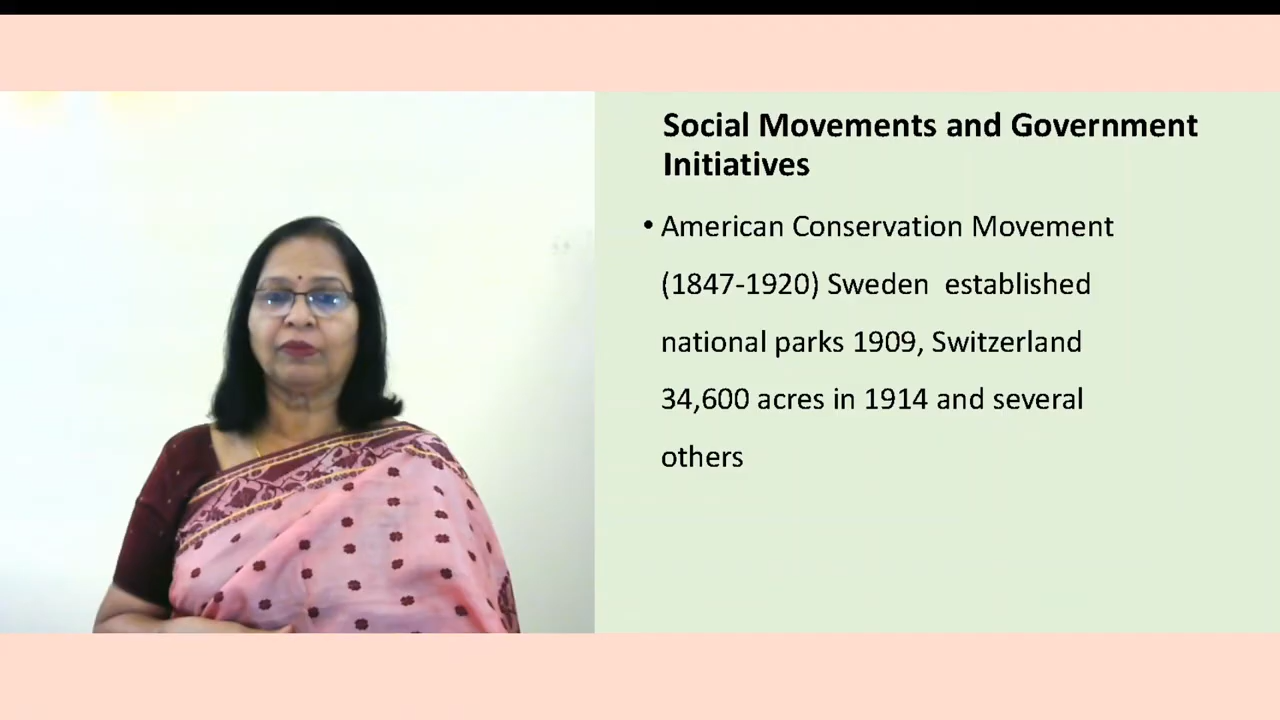 Social Movements and Government
Initiatives
• American Conservation Movement
(1847-1920) Sweden  established
national parks 1909, Switzerland
34,600 acres in 1914 and several
others